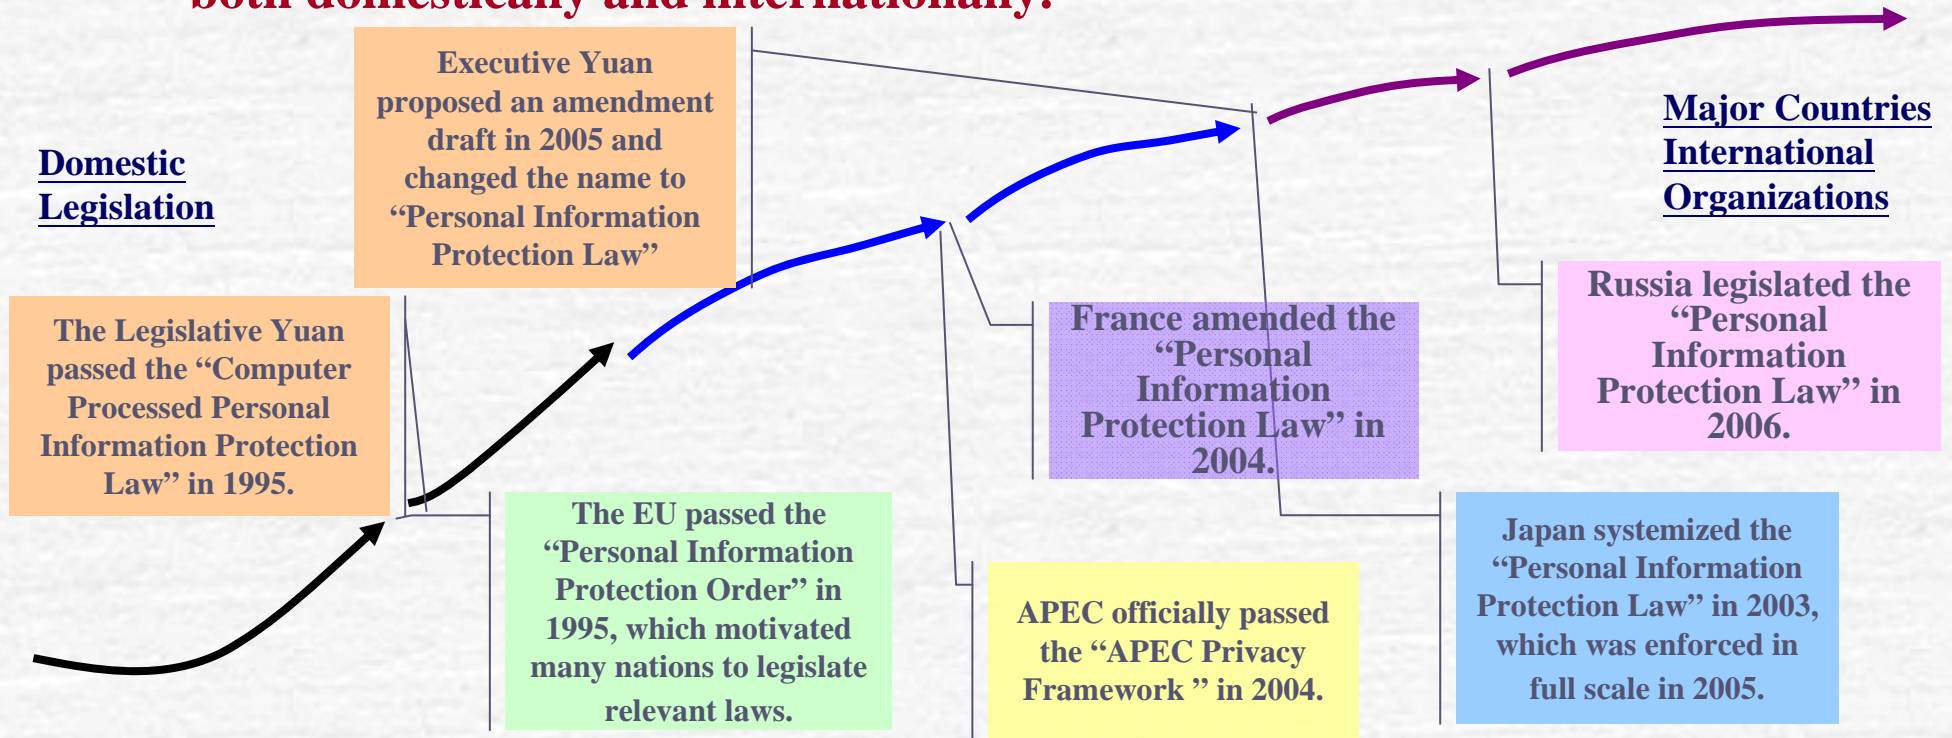 both domestically and internationally.
Domestic
Legislation
Executive Yuan
proposed an amendment
draft in 2005 and
changed the name to
“Personal Information
Protection Law”
The Legislative Yuan
passed the “Computer
Processed Personal
Information Protection
Law” in 1995.
The EU passed the
“Personal Information
Protection Order” in
1995, which motivated
many nations to legislate
relevant laws.
France amended the
“Personal
Information
Protection Law” in
2004.
APEC officially passed
the “APEC Privacy
Framework ” in 2004.
Major Countries
International
Organizations
Russia legislated the
“Personal
Information
Protection Law” in
2006.
Japan systemized the
“Personal Information
Protection Law” in 2003,
which was enforced in
full scale in 2005.